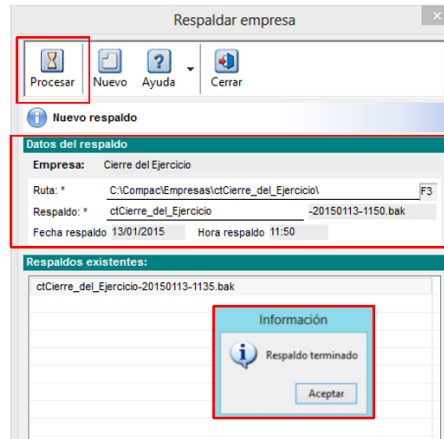 Respaldar empresa
Procesar Nuevo Ayuda Cerrar
Nuevo respaldo
Datos del respaldo
Empresa: Cierre del Ejercicio
Ruta: * C:\Compac\Empresas\ctCierre_del_Ejercicio\ F3
Respaldo: * ctCierre_del_Ejercicio -20150113-1150.bak
Fecha respaldo 13/01/2015 Hora respaldo 11:50
Respaldos existentes:
ctCierre_del_Ejercicio-20150113-1135.bak
Información
Respaldo terminado
Aceptar